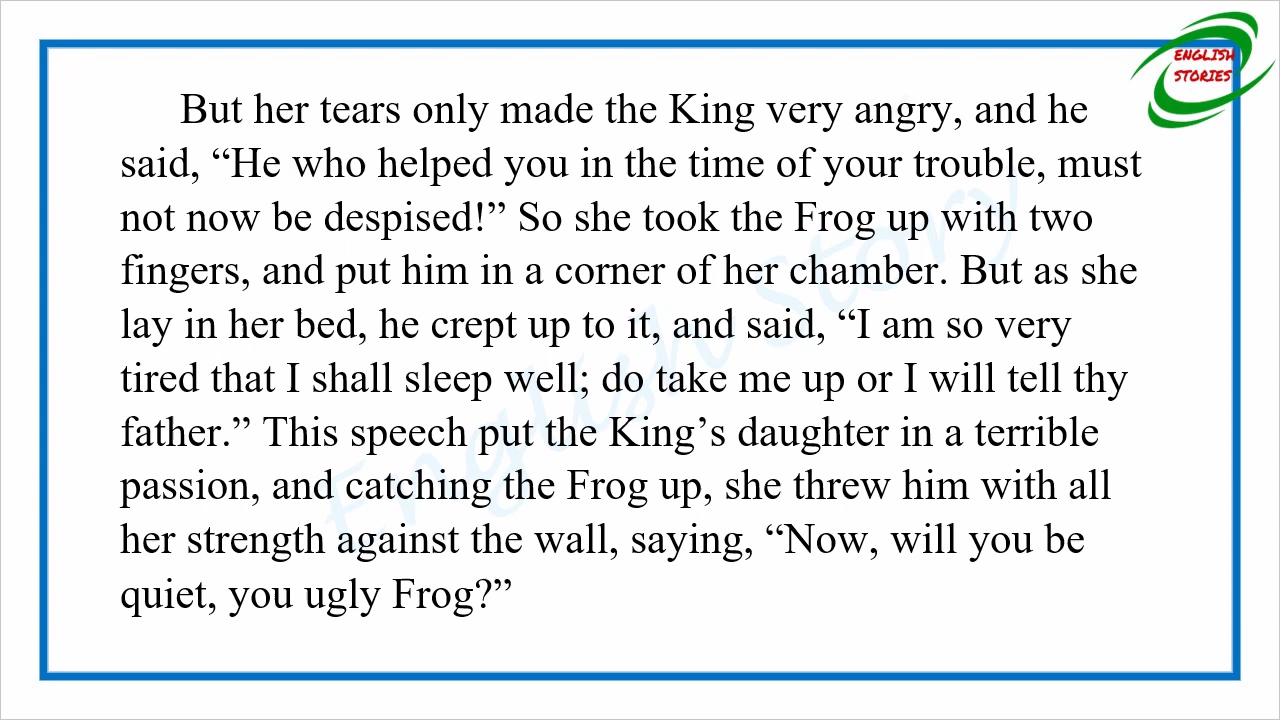 ENGLISH
STORIES
But her tears only made the King very angry, and he
said, “He who helped you in the time of your trouble, must
not now be despised!” So she took the Frog up with two
fingers, and put him in a corner of her chamber. But as she
lay in her bed, he crept up to it, and said, “I am so very
tired that I shall sleep well; do take me up or I will tell thy
father.” This speech put the King’s daughter in a terrible
passion, and catching the Frog up, she threw him with all
her strength against the wall, saying, “Now, will you be
quiet, you ugly Frog?”
English Story